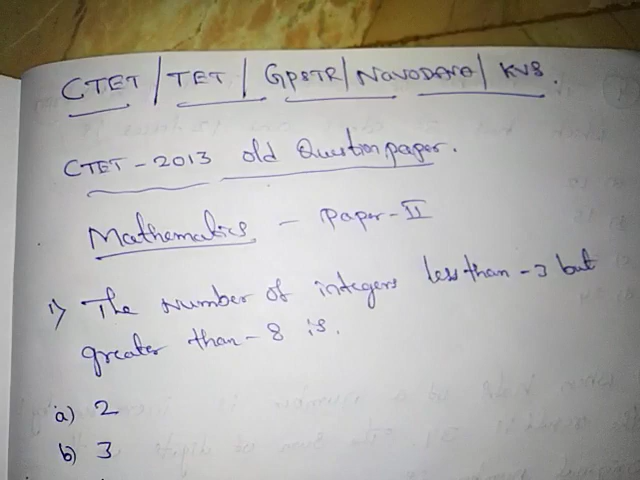 CTET | TET | GPSTR | NAVODAYA | KVS.
CTET - 2013 old Question paper.
Mathematics - Paper - II
1) The number of integers less than -3 but
greater than -8 is.
a) 2
b) 3